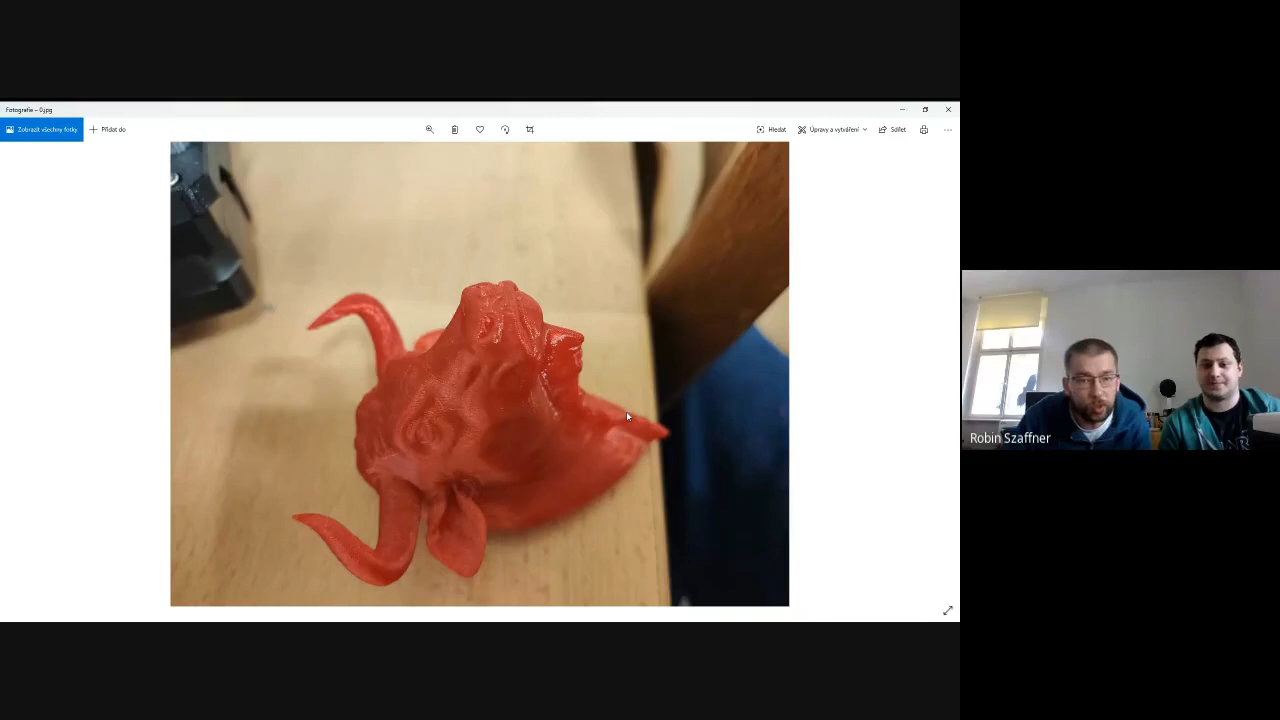 Fotografie – 0.jpg
Zobrazit všechny fotky
Přidat do
Hledat
Úpravy a vytváření
Sdílet
Robin Szaffner